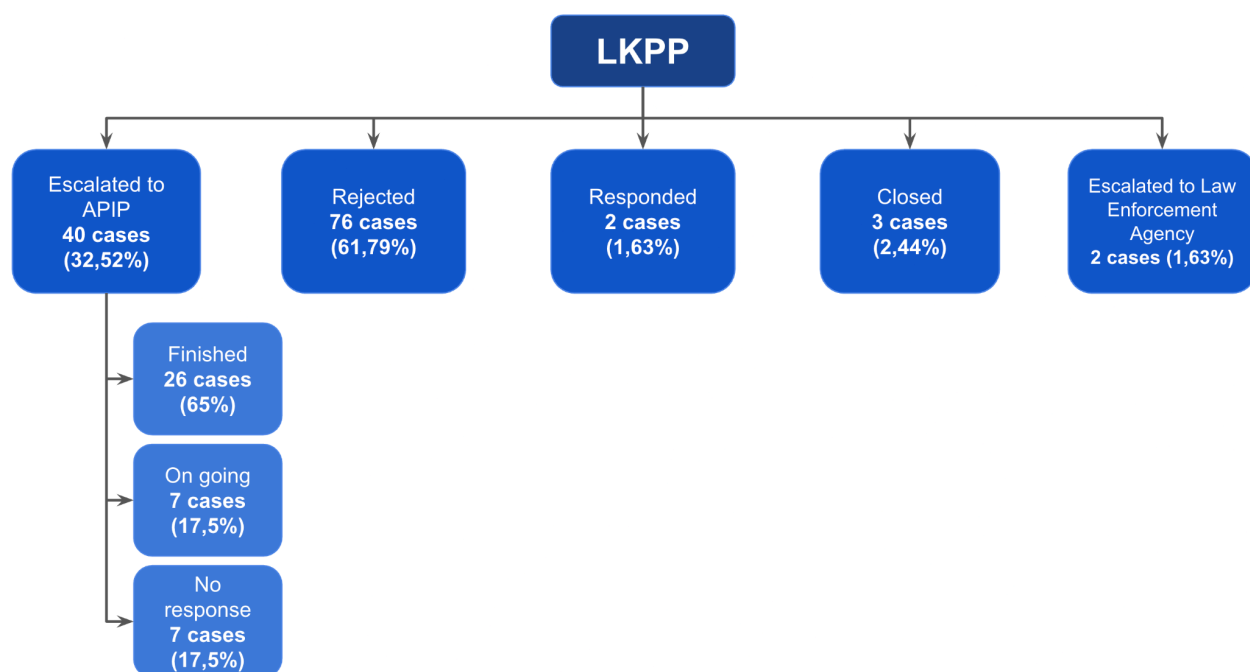 LKPP
Escalated to
APIP
40 cases
(32,52%)
Rejected
76 cases
(61,79%)
Responded
2 cases
(1,63%)
Closed
3 cases
(2,44%)
Escalated to Law
Enforcement
Agency
2 cases (1,63%)
Finished
26 cases
(65%)
On going
7 cases
(17,5%)
No
response
7 cases
(17,5%)